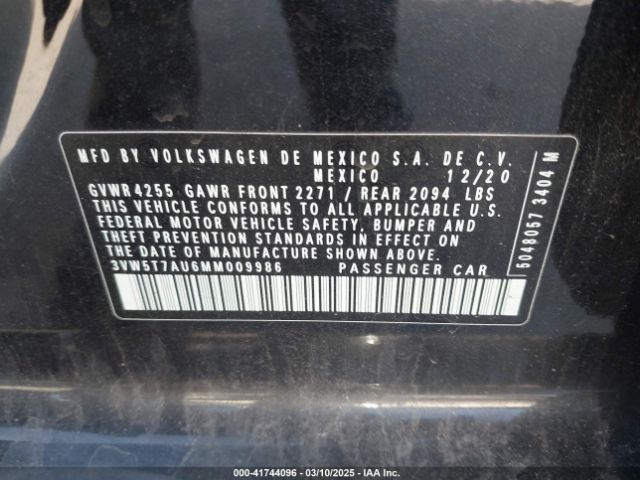 MFD BY VOLKSWAGEN DE MEXICO S.A. DE C.V.
MEXICO 12/20
GVWR 4255 GAWR FRONT 2271 / REAR 2094 LBS
THIS VEHICLE CONFORMS TO ALL APPLICABLE U.S.
FEDERAL MOTOR VEHICLE SAFETY, BUMPER AND
THEFT PREVENTION STANDARDS IN EFFECT ON
THE DATE OF MANUFACTURE SHOWN ABOVE.
3VW5T7AU6MM009986 PASSENGER CAR
5048057 3404 M
000-41744096 - 03/10/2025 - IAA Inc.